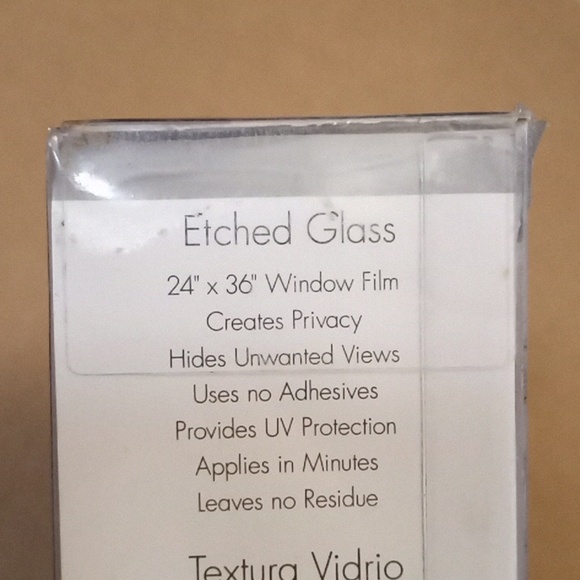 Etched Glass
24" x 36" Window Film
Creates Privacy
Hides Unwanted Views
Uses no Adhesives
Provides UV Protection
Applies in Minutes
Leaves no Residue
Textura Vidrio